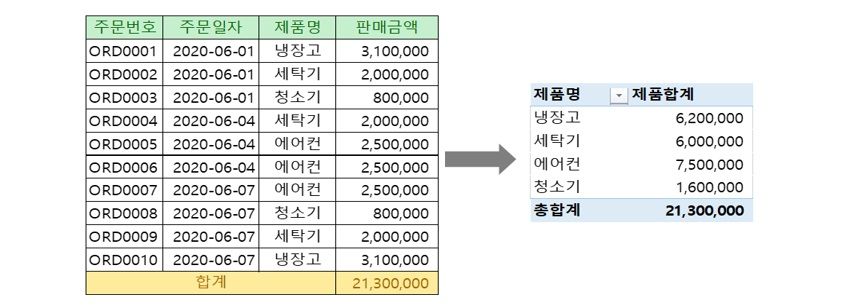 주문번호 주문일자 제품명 판매금액
ORD0001 2020-06-01 냉장고 3,100,000
ORD0002 2020-06-01 세탁기 2,000,000
ORD0003 2020-06-01 청소기 800,000
ORD0004 2020-06-04 세탁기 2,000,000
ORD0005 2020-06-04 에어컨 2,500,000
ORD0006 2020-06-04 에어컨 2,500,000
ORD0007 2020-06-07 에어컨 2,500,000
ORD0008 2020-06-07 청소기 800,000
ORD0009 2020-06-07 세탁기 2,000,000
ORD0010 2020-06-07 냉장고 3,100,000
합계 21,300,000
제품명 제품합계
냉장고 6,200,000
세탁기 6,000,000
에어컨 7,500,000
청소기 1,600,000
총합계 21,300,000